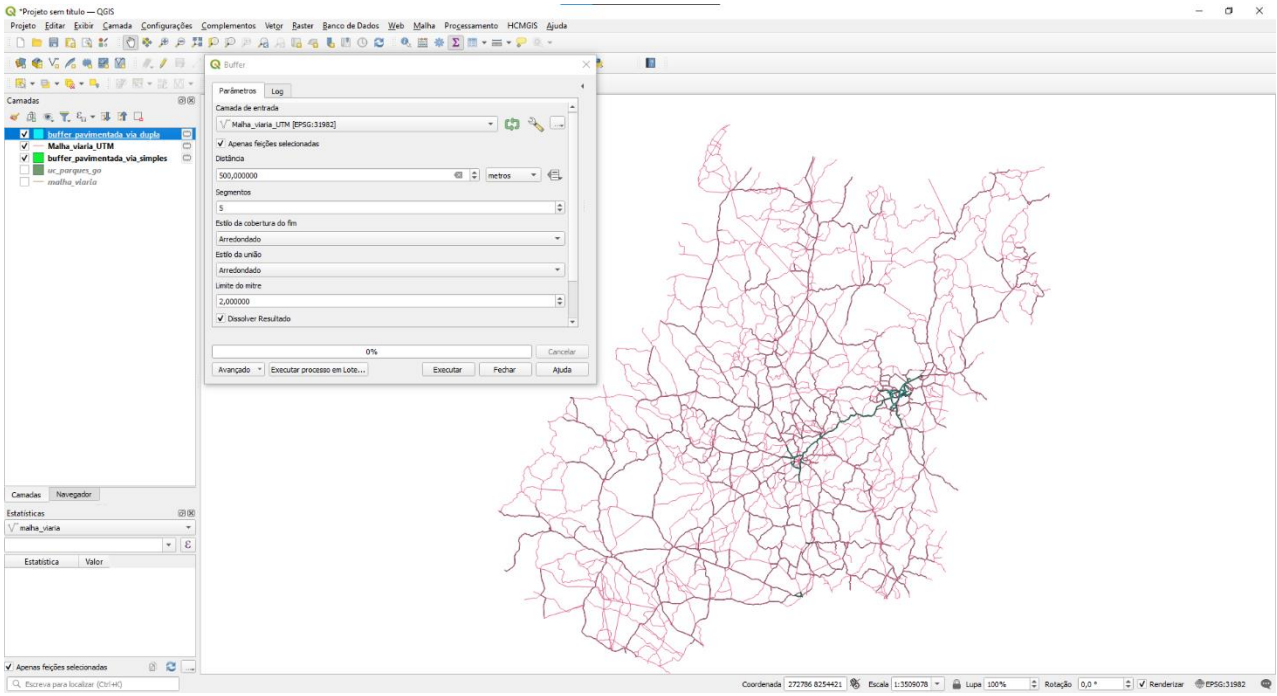 *Projeto sem título — QGIS
Projeto Editar Exibir Camada Configurações Complementos Vetor Raster Banco de Dados Web Malha Processamento HCMGIS Ajuda
Buffer
Parâmetros Log
Camada de entrada
Malha_viaria_UTM [EPSG:31982]
Apenas feições selecionadas
Distância
500,000000 metros
Segmentos
5
Estilo da cobertura do fim
Arredondado
Estilo da união
Arredondado
Limite do mitre
2,000000
Dissolver Resultado
0% Cancelar
Avançado Executar processo em Lote... Executar Fechar Ajuda
Camadas
buffer_pavimentada_via_dupla
Malha_viaria_UTM
buffer_pavimentada_via_simples
uc_parques_go
malha_viaria
Camadas Navegador
Estatísticas
malha_viaria
Estatística Valor
Apenas feições selecionadas
Escreva para localizar (Ctrl+K) Coordenada 272786 8254421 Escala 1:3509078 Lupa 100% Rotação 0,0 ° Renderizar EPSG:31982